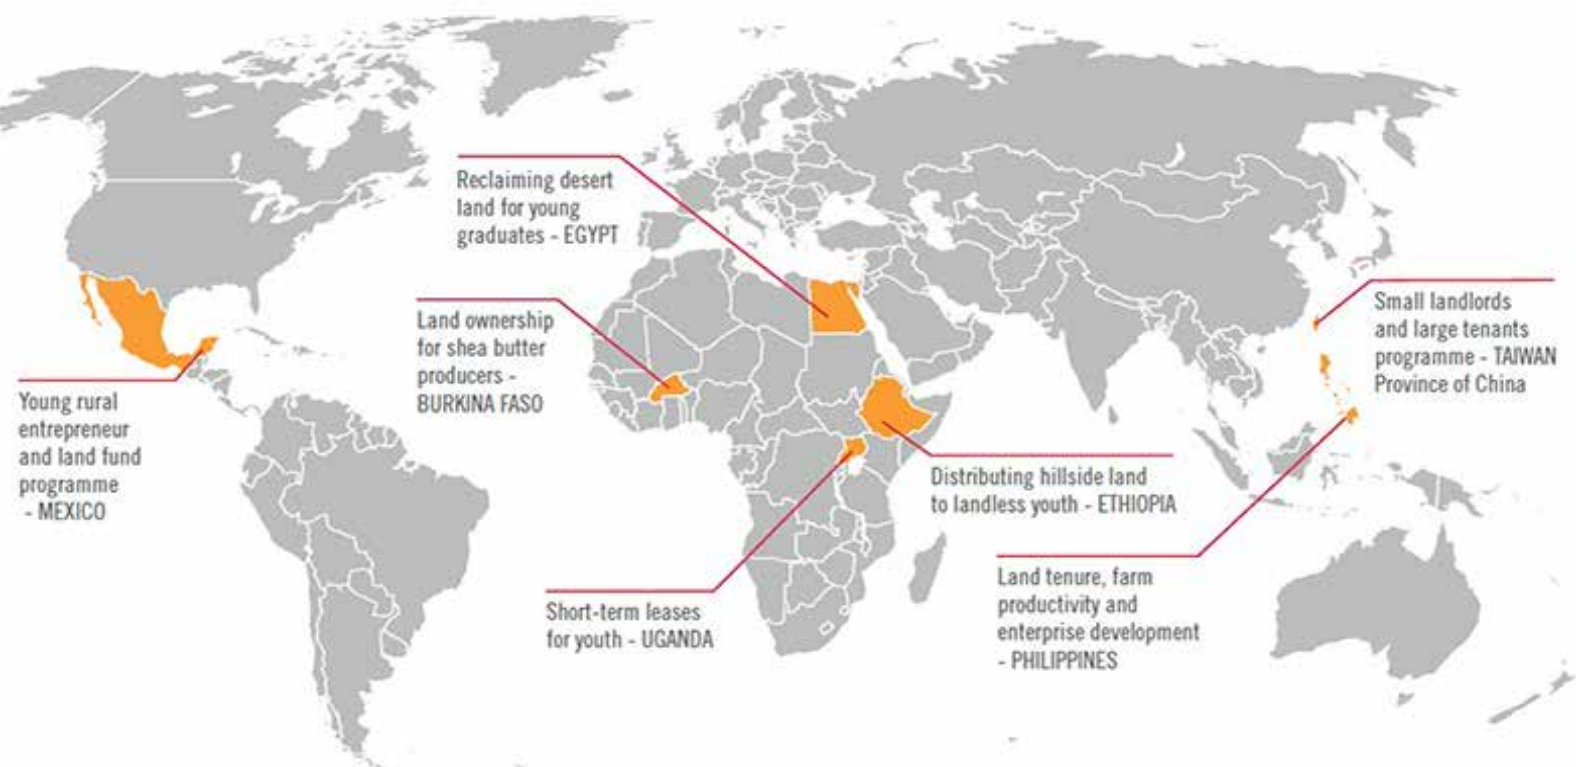 Reclaiming desert
land for young
graduates - EGYPT
Land ownership
for shea butter
producers -
BURKINA FASO
Small landlords
and large tenants
programme - TAIWAN
Province of China
Young rural
entrepreneur
and land fund
programme
- MEXICO
Distributing hillside land
to landless youth - ETHIOPIA
Short-term leases
for youth - UGANDA
Land tenure, farm
productivity and
enterprise development
- PHILIPPINES